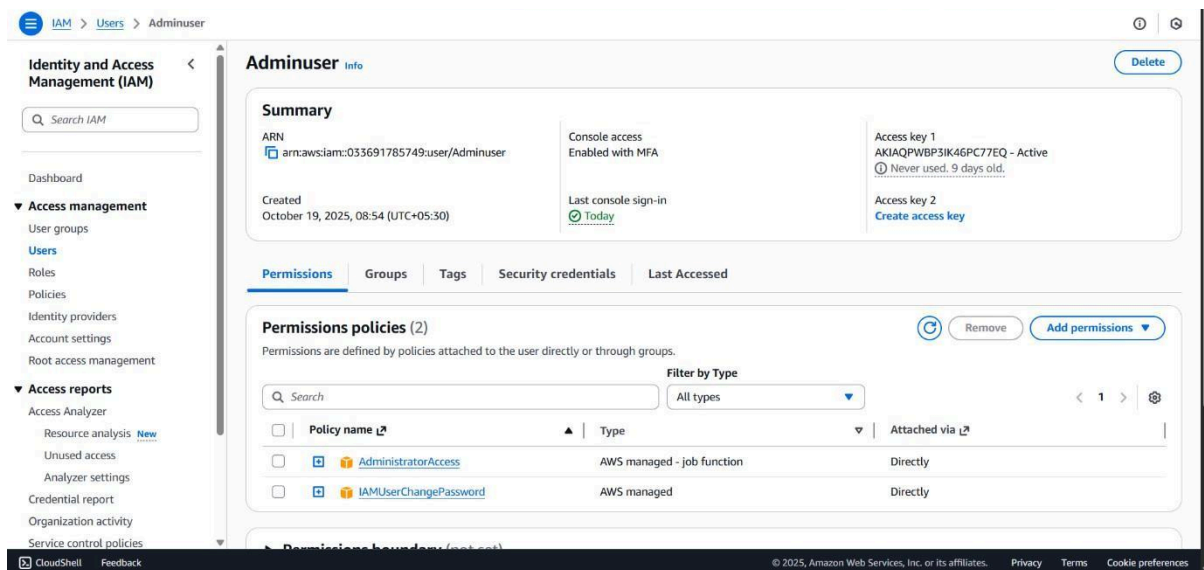 IAM > Users > Adminuser
Identity and Access Management (IAM)
Search IAM
Dashboard
Access management
User groups
Users
Roles
Policies
Identity providers
Account settings
Root access management
Access reports
Access Analyzer
Resource analysis New
Unused access
Analyzer settings
Credential report
Organization activity
Service control policies
Adminuser Info
Delete
Summary
ARN
arn:aws:iam::033691785749:user/Adminuser
Console access
Enabled with MFA
Access key 1
AKIAQPWBP3IK46PC77EQ - Active
Never used. 9 days old.
Created
October 19, 2025, 08:54 (UTC+05:30)
Last console sign-in
Today
Access key 2
Create access key
Permissions Groups Tags Security credentials Last Accessed
Permissions policies (2)
Remove
Add permissions
Permissions are defined by policies attached to the user directly or through groups.
Filter by Type
Search
All types
1
Policy name Type Attached via
AdministratorAccess AWS managed - job function Directly
IAMUserChangePassword AWS managed Directly
Permissions boundary (not set)
CloudShell Feedback © 2025, Amazon Web Services, Inc. or its affiliates. Privacy Terms Cookie preferences